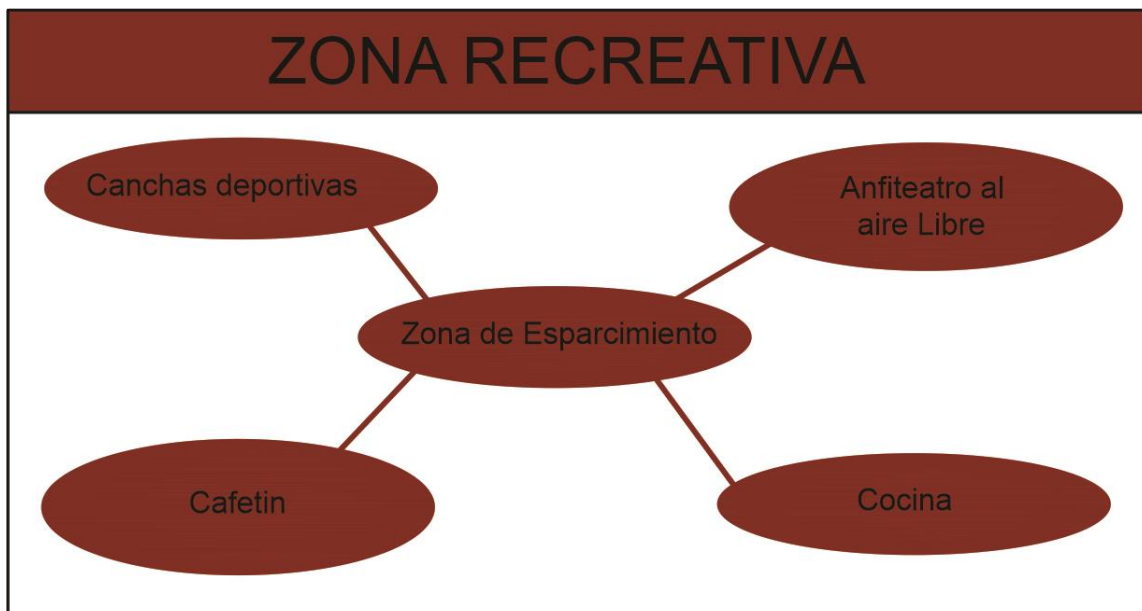 ZONA RECREATIVA
Canchas deportivas
Anfiteatro al
aire Libre
Zona de Esparcimiento
Cafetin
Cocina